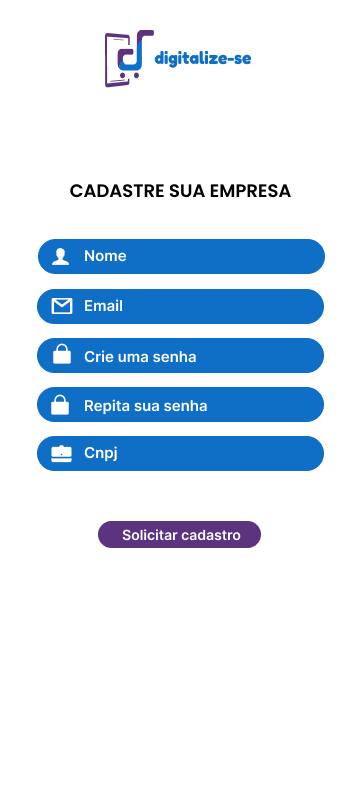 digitalize-se
CADASTRE SUA EMPRESA
Nome
Email
Crie uma senha
Repita sua senha
Cnpj
Solicitar cadastro